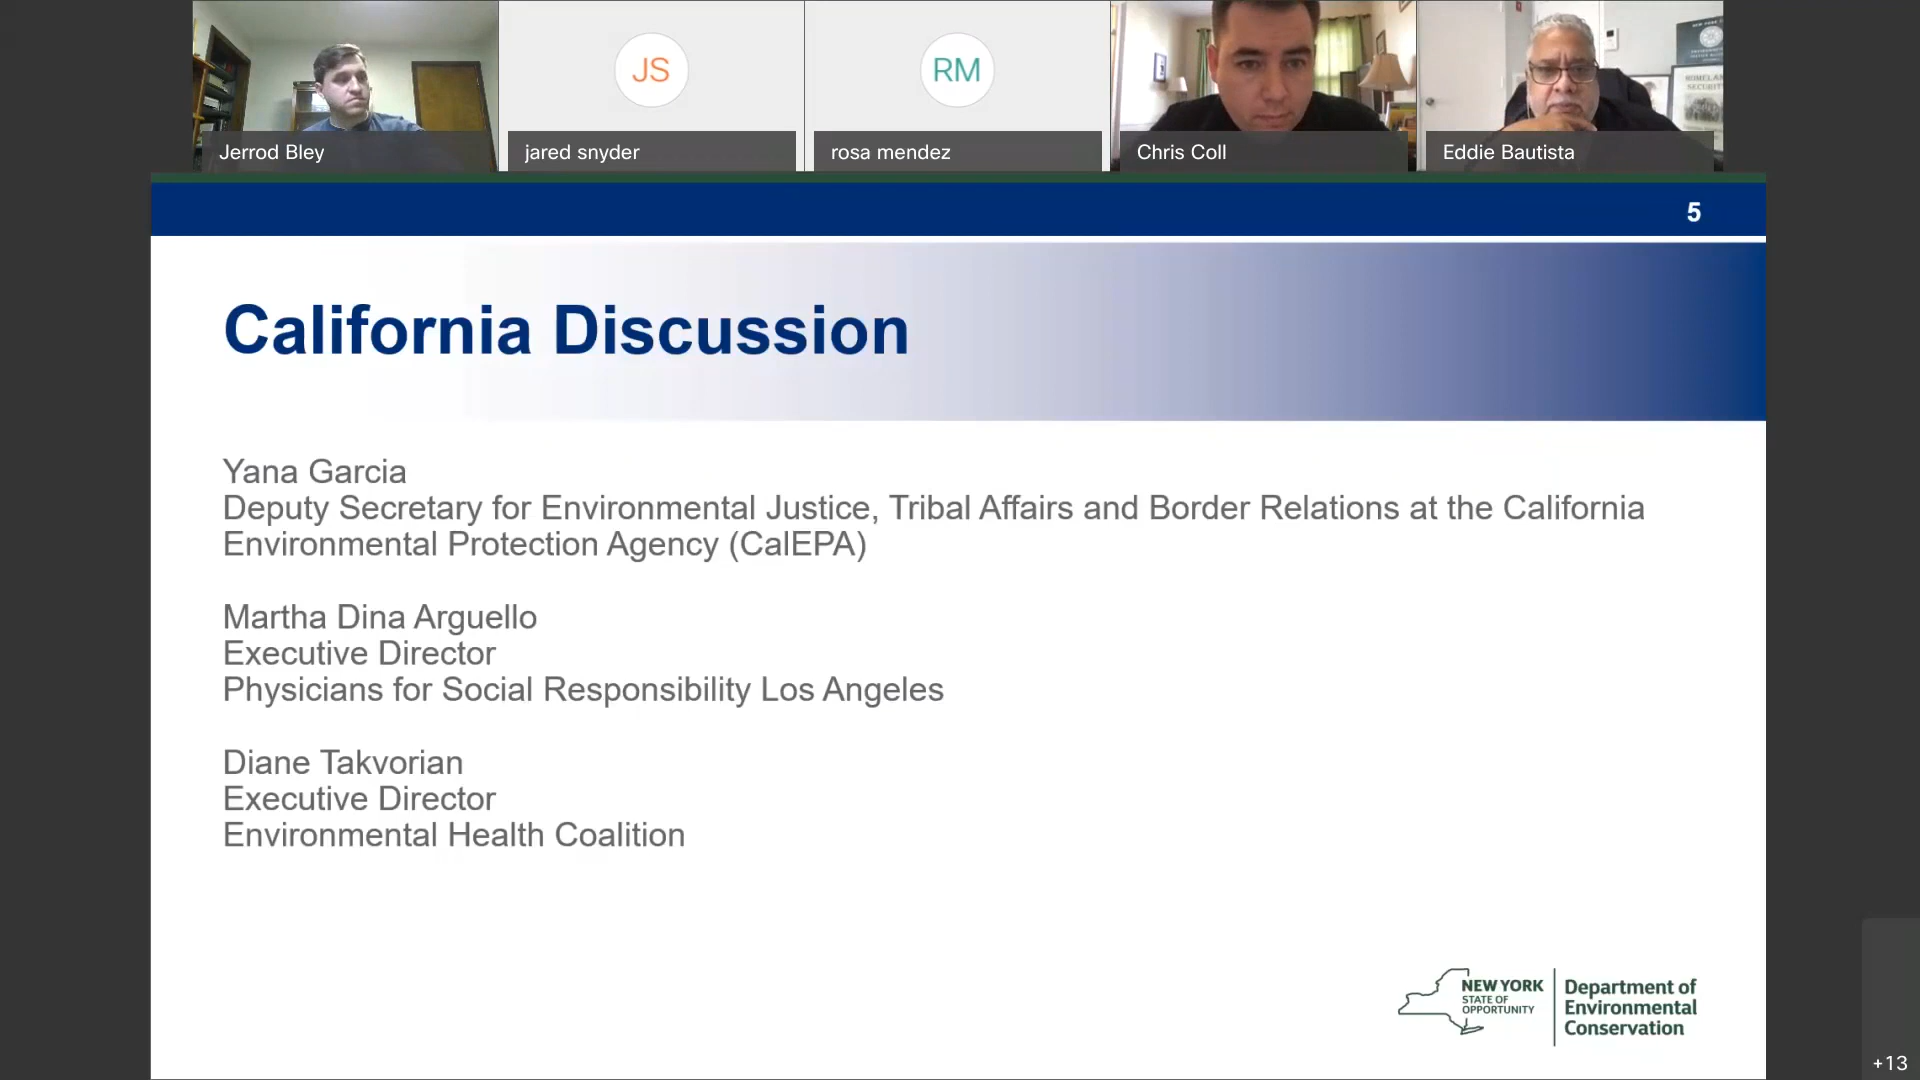 JS
RM
HOMELAND
SECURITY
Jerrod Bley
jared snyder
rosa mendez
Chris Coll
Eddie Bautista
5
California Discussion
Yana Garcia
Deputy Secretary for Environmental Justice, Tribal Affairs and Border Relations at the California
Environmental Protection Agency (CalEPA)
Martha Dina Arguello
Executive Director
Physicians for Social Responsibility Los Angeles
Diane Takvorian
Executive Director
Environmental Health Coalition
NEW YORK
STATE OF
OPPORTUNITY
Department of
Environmental
Conservation
+13